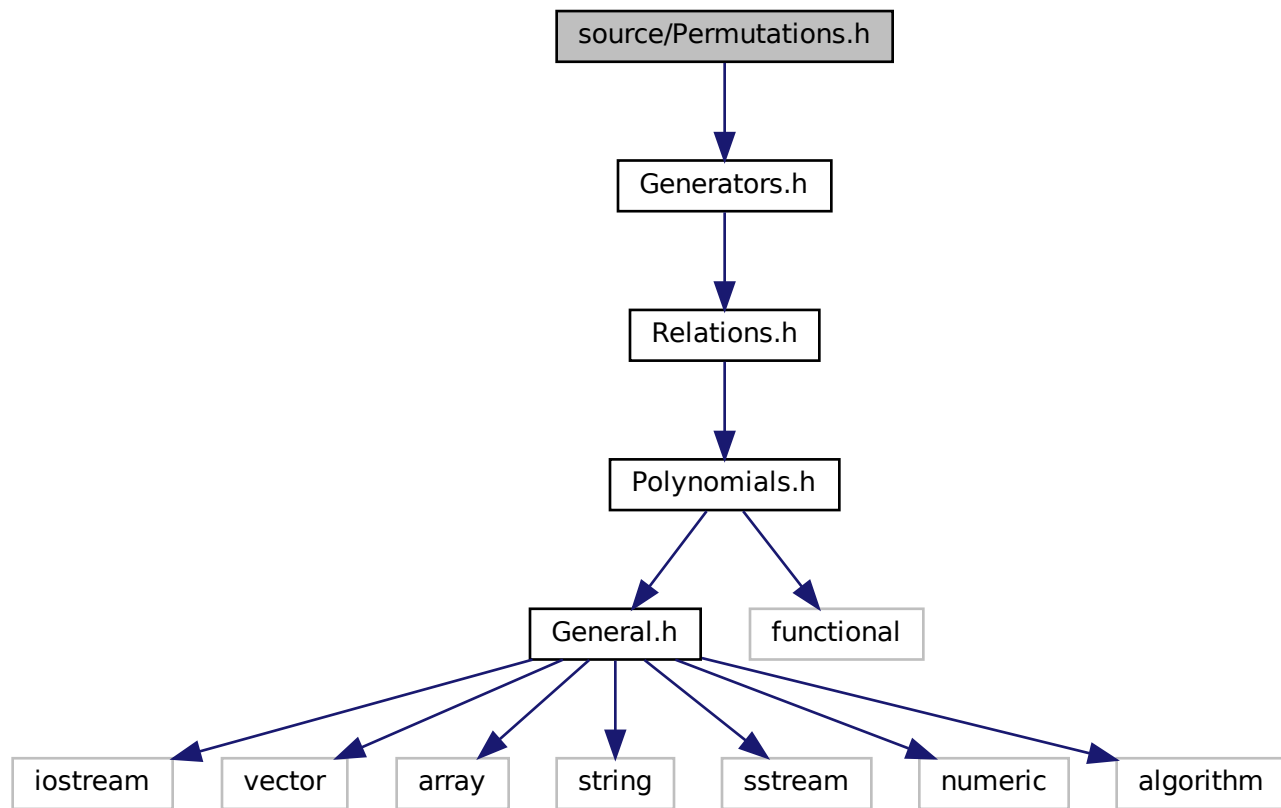 source/Permutations.h
Generators.h
Relations.h
Polynomials.h
General.h
functional
iostream
vector
array
string
sstream
numeric
algorithm